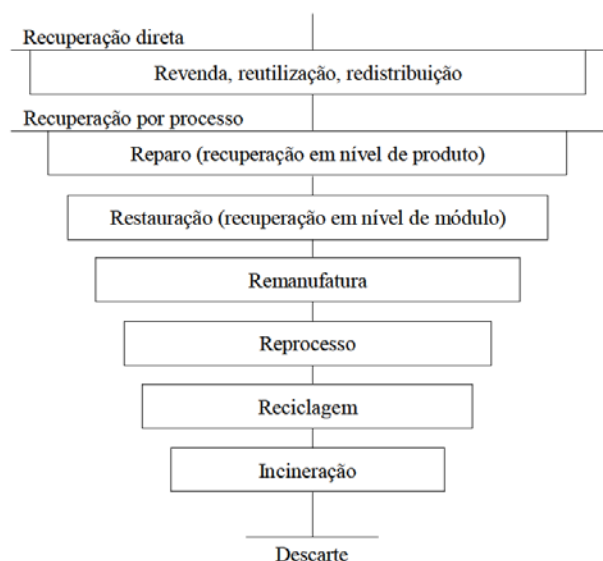 Recuperação direta
Revenda, reutilização, redistribuição
Recuperação por processo
Reparo (recuperação em nível de produto)
Restauração (recuperação em nível de módulo)
Remanufatura
Reprocesso
Reciclagem
Incineração
Descarte